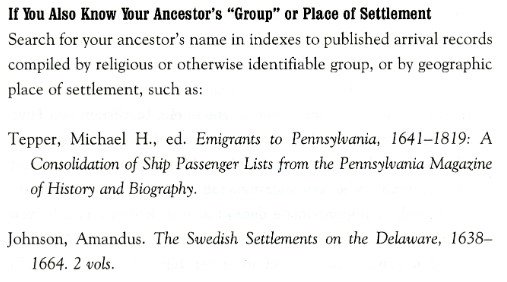 If You Also Know Your Ancestor's “Group” or Place of Settlement
Search for your ancestor's name in indexes to published arrival records
compiled by religious or otherwise identifiable group, or by geographic
place of settlement, such as:
Tepper, Michael H., ed. Emigrants to Pennsylvania, 1641–1819: A
Consolidation of Ship Passenger Lists from the Pennsylvania Magazine
of History and Biography.
Johnson, Amandus. The Swedish Settlements on the Delaware, 1638–
1664. 2 vols.